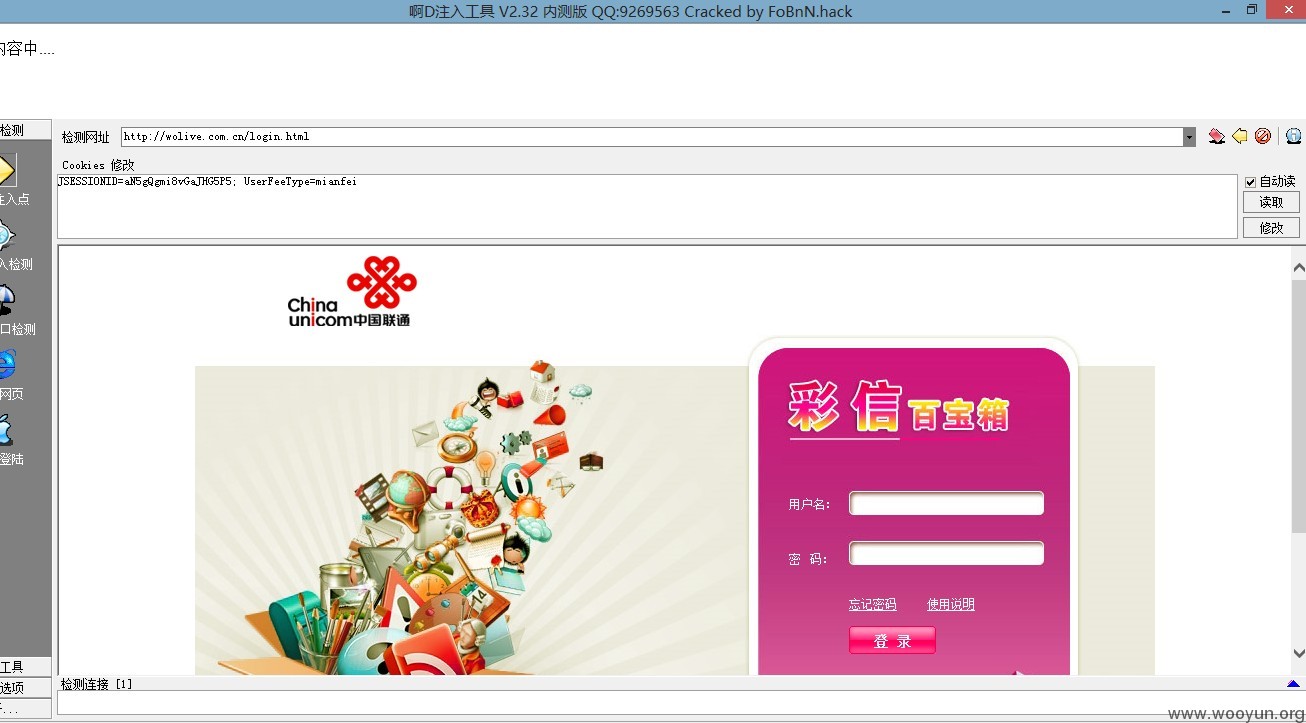 啊D注入工具 V2.32 内测版 QQ:9269563 Cracked by FoBnN.hack
内容中....
检测
检测网址 http://wolive.com.cn/login.html
Cookies 修改
JSESSIONID=aN5gQgmi8vGaJHG5P5; UserFeeType=mianfei
自动读
读取
修改
注入点
入检测
口检测
网页
登陆
China
unicom中国联通
彩信百宝箱
用户名:
密 码:
忘记密码 使用说明
登 录
14
工具
选项
检测连接 [1]
www.wooyun.org